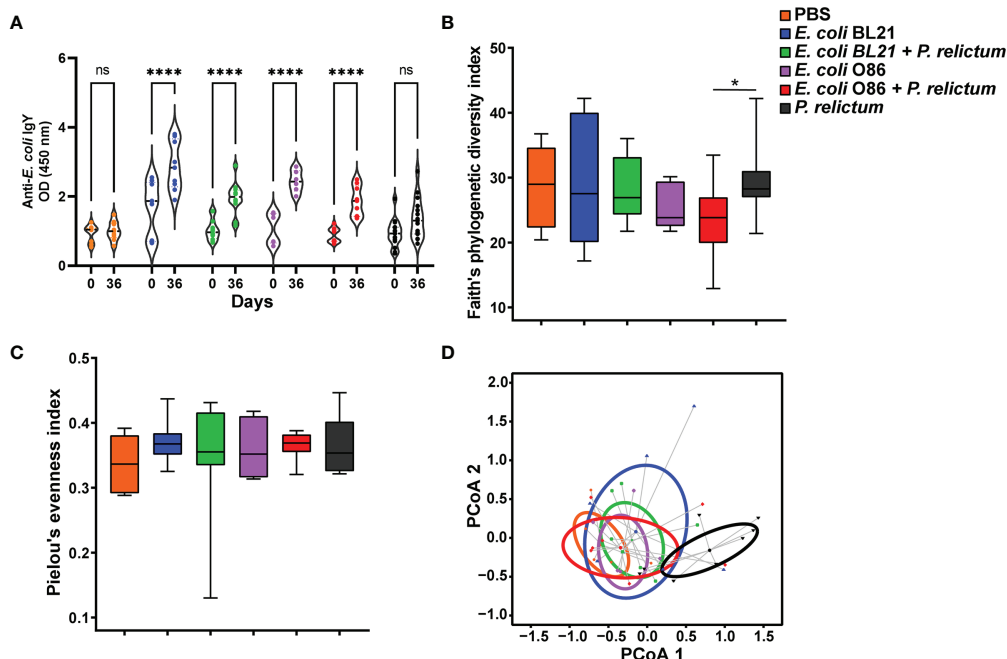 A
Anti-E. coli IgY
OD (450 nm)
6
4
2
0
ns
****
****
****
****
ns
0 36 0 36 0 36 0 36 0 36 0 36
Days
B
Faith's phylogenetic diversity index
50
40
30
20
10
*
PBS
E. coli BL21
E. coli BL21 + P. relictum
E. coli O86
E. coli O86 + P. relictum
P. relictum
C
Pielou's evenness index
0.5
0.4
0.3
0.2
0.1
D
PCoA 2
2.0
1.5
1.0
0.5
0.0
−0.5
−1.0
−1.5 −1.0 −0.5 0.0 0.5 1.0 1.5
PCoA 1